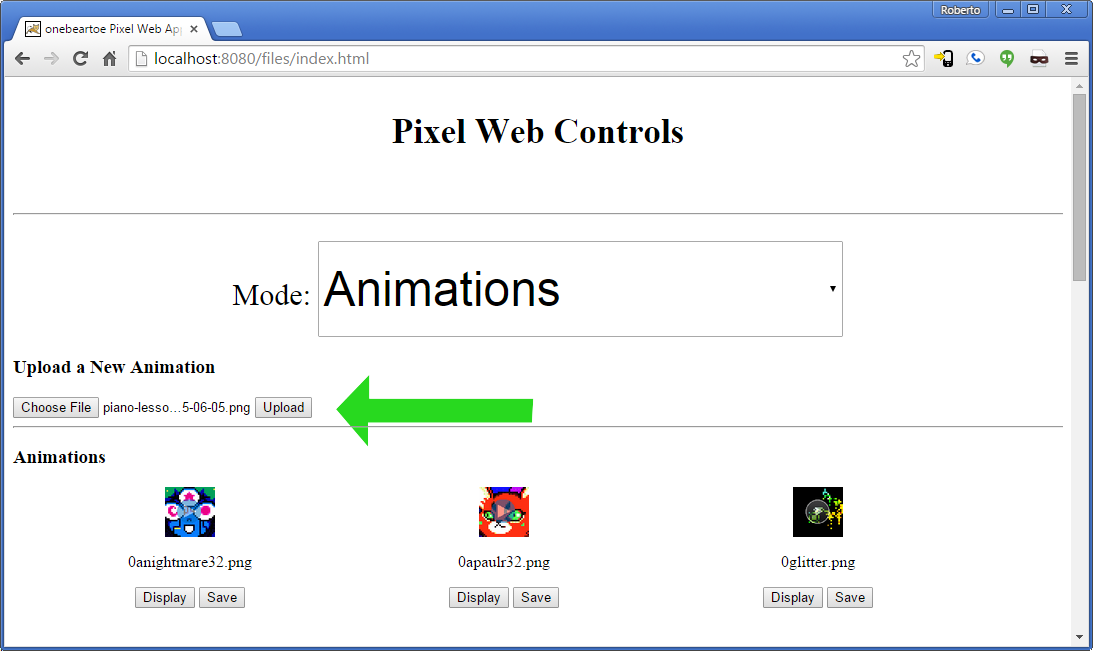 Roberto
onebeartoe Pixel Web Ap
localhost:8080/files/index.html
Pixel Web Controls
Mode: Animations
Upload a New Animation
Choose File piano-lesso...5-06-05.png Upload
Animations
0anightmare32.png 0apaulr32.png 0glitter.png
Display Save Display Save Display Save